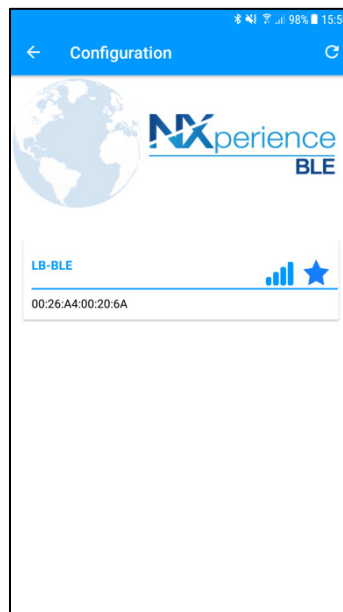 98% 15:5
Configuration
NXperience
BLE
LB-BLE
00:26:A4:00:20:6A